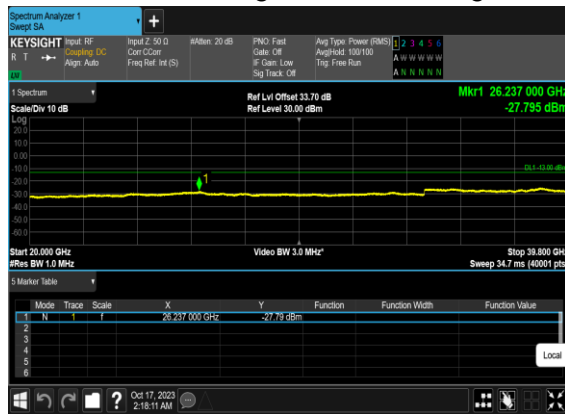 Spectrum Analyzer 1
Swept SA
+
KEYSIGHT
R T
LW
Input: RF
Coupling: DC
Align: Auto
Input Z: 50 Ω
Corr CCorr
Freq Ref: Int (S)
#Atten: 20 dB
PNO: Fast
Gate: Off
IF Gain: Low
Sig Track: Off
Avg Type: Power (RMS)
Avg|Hold: 100/100
Trig: Free Run
1 2 3 4 5 6
A W W W W W
A N N N N N
1 Spectrum
Scale/Div 10 dB
Ref Lvl Offset 33.70 dB
Ref Level 30.00 dBm
Mkr1 26.237 000 GHz
-27.795 dBm
Log
20.0
10.0
0.00
-10.0
-20.0
-30.0
-40.0
-50.0
-60.0
1
DL1 -13.00 dBm
Start 20.000 GHz
#Res BW 1.0 MHz
Video BW 3.0 MHz*
Stop 39.800 GHz
Sweep 34.7 ms (40001 pts
5 Marker Table
Mode Trace Scale X Y Function Function Width Function Value
1 N 1 f 26.237 000 GHz -27.79 dBm
2
3
4
5
6
Local
? Oct 17, 2023
2:18:11 AM